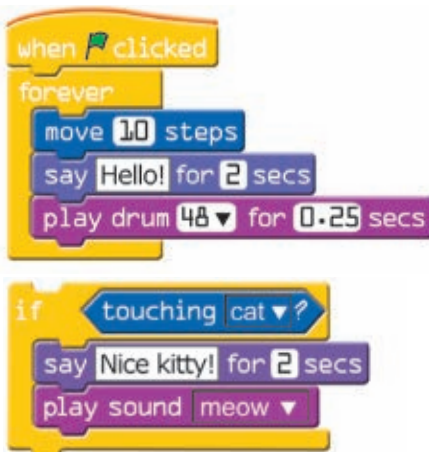 when clicked
forever
move 10 steps
say Hello! for 2 secs
play drum 48 for 0.25 secs
if touching cat ?
say Nice kitty! for 2 secs
play sound meow